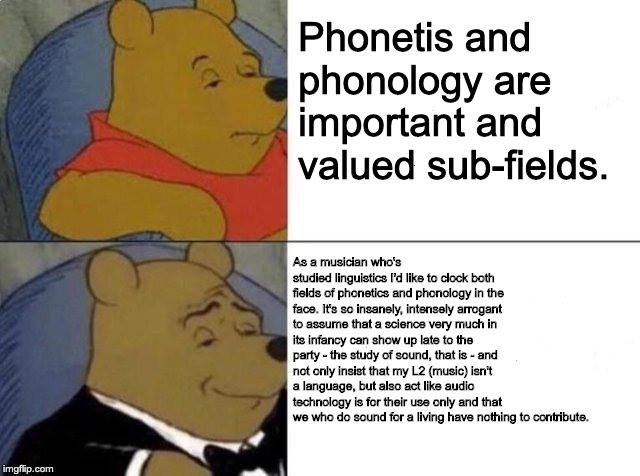 Phonetis and
phonology are
important and
valued sub-fields.
As a musician who's
studied linguistics I'd like to clock both
fields of phonetics and phonology in the
face. It's so insanely, intensely arrogant
to assume that a science very much in
its infancy can show up late to the
party - the study of sound, that is - and
not only insist that my L2 (music) isn't
a language, but also act like audio
technology is for their use only and that
we who do sound for a living have nothing to contribute.
imgflip.com